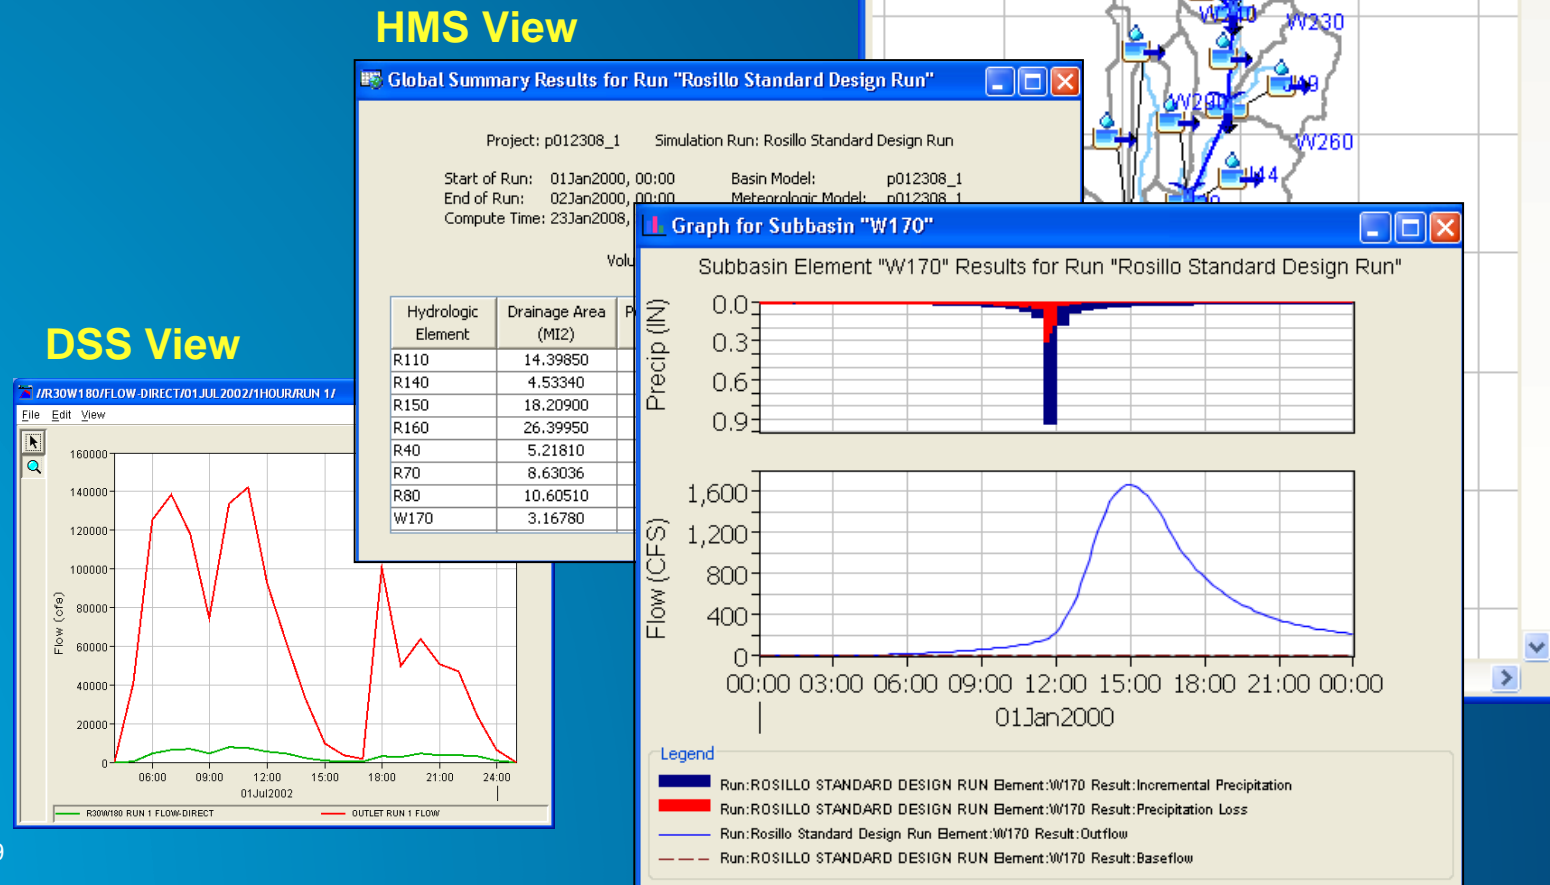 HMS View
Global Summary Results for Run "Rosillo Standard Design Run"
Project: p012308_1 Simulation Run: Rosillo Standard Design Run
Start of Run: 01Jan2000, 00:00 Basin Model: p012308_1
End of Run: 02Jan2000, 00:00 Meteorologic Model: p012308_1
Compute Time: 23Jan2008,
Volu
Hydrologic Element Drainage Area (MI2) P
R110 14.39850
R140 4.53340
R150 18.20900
R160 26.39950
R40 5.21810
R70 8.63036
R80 10.60510
W170 3.16780
W230
W260
DSS View
//R30W180/FLOW-DIRECT/01JUL2002/1HOUR/RUN 1/
File Edit View
Flow (cfs)
160000
140000
120000
100000
80000
60000
40000
20000
0
06:00 09:00 12:00 15:00 18:00 21:00 24:00
01Jul2002
R30W180 RUN 1 FLOW-DIRECT OUTLET RUN 1 FLOW
Graph for Subbasin "W170"
Subbasin Element "W170" Results for Run "Rosillo Standard Design Run"
Precip (IN)
0.0
0.3
0.6
0.9
Flow (CFS)
1,600
1,200
800
400
0
00:00 03:00 06:00 09:00 12:00 15:00 18:00 21:00 00:00
01Jan2000
Legend
Run:ROSILLO STANDARD DESIGN RUN Element:W170 Result:Incremental Precipitation
Run:ROSILLO STANDARD DESIGN RUN Element:W170 Result:Precipitation Loss
Run:Rosillo Standard Design Run Element:W170 Result:Outflow
Run:ROSILLO STANDARD DESIGN RUN Element:W170 Result:Baseflow